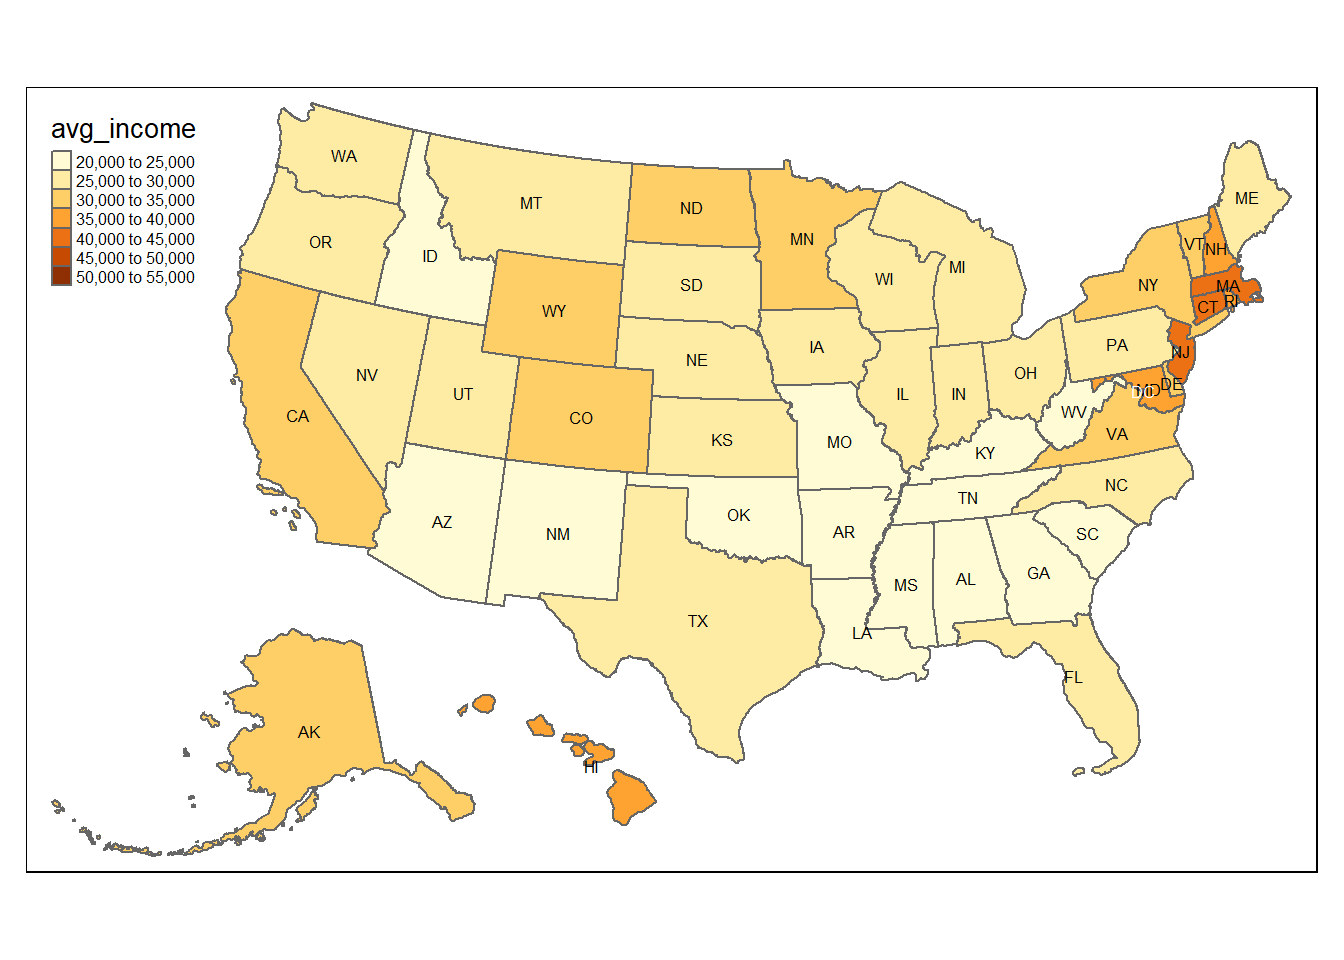 avg_income
20,000 to 25,000
25,000 to 30,000
30,000 to 35,000
35,000 to 40,000
40,000 to 45,000
45,000 to 50,000
50,000 to 55,000
WA
MT
ND
MN
ME
OR
ID
SD
WI
MI
VT
NH
NY
MA
WY
CT
RI
NE
IA
PA
NJ
NV
UT
IL
IN
OH
DE
MD
DC
CA
CO
KS
MO
WV
VA
KY
AZ
NM
OK
AR
TN
NC
SC
TX
MS
AL
GA
LA
FL
AK
HI